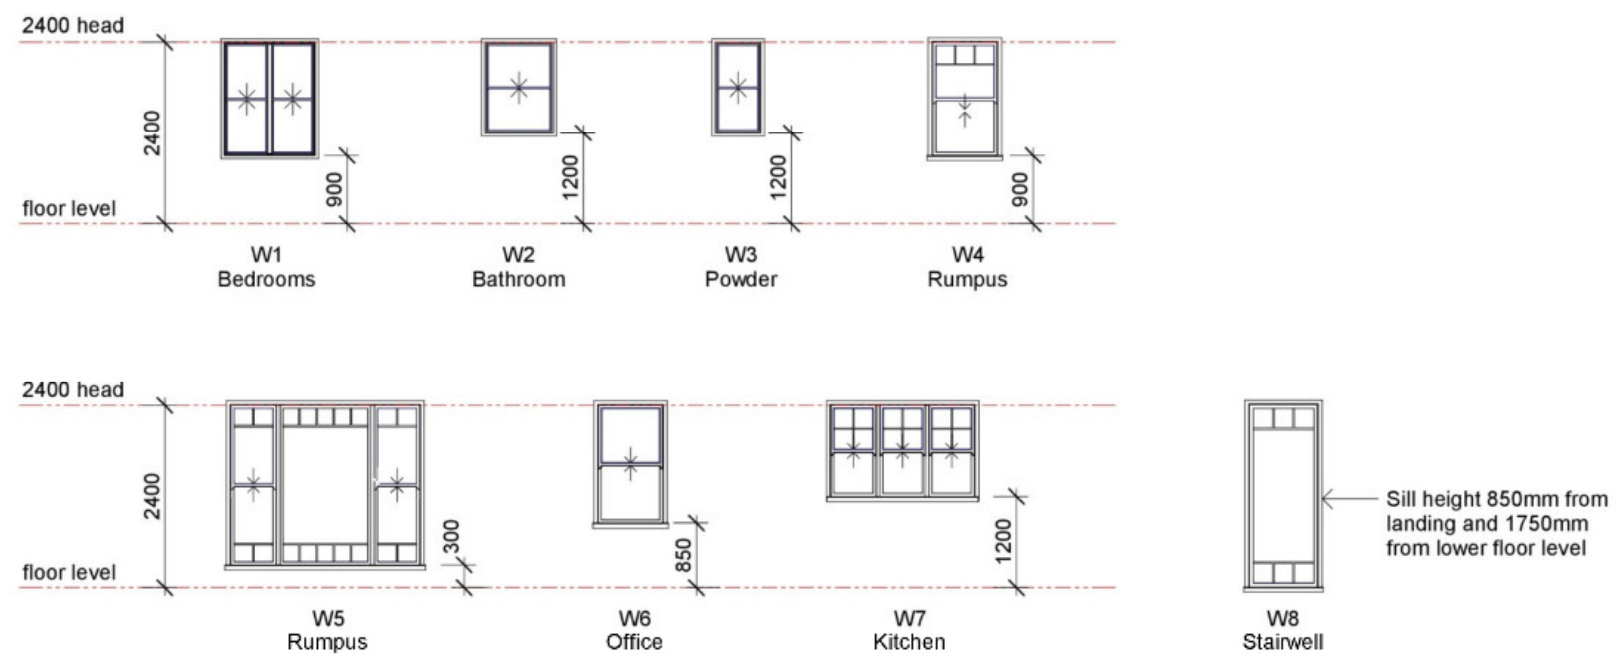 2400 head
2400
900
1200
1200
900
floor level
W1
Bedrooms
W2
Bathroom
W3
Powder
W4
Rumpus
2400 head
2400
300
850
1200
floor level
Sill height 850mm from
landing and 1750mm
from lower floor level
W5
Rumpus
W6
Office
W7
Kitchen
W8
Stairwell